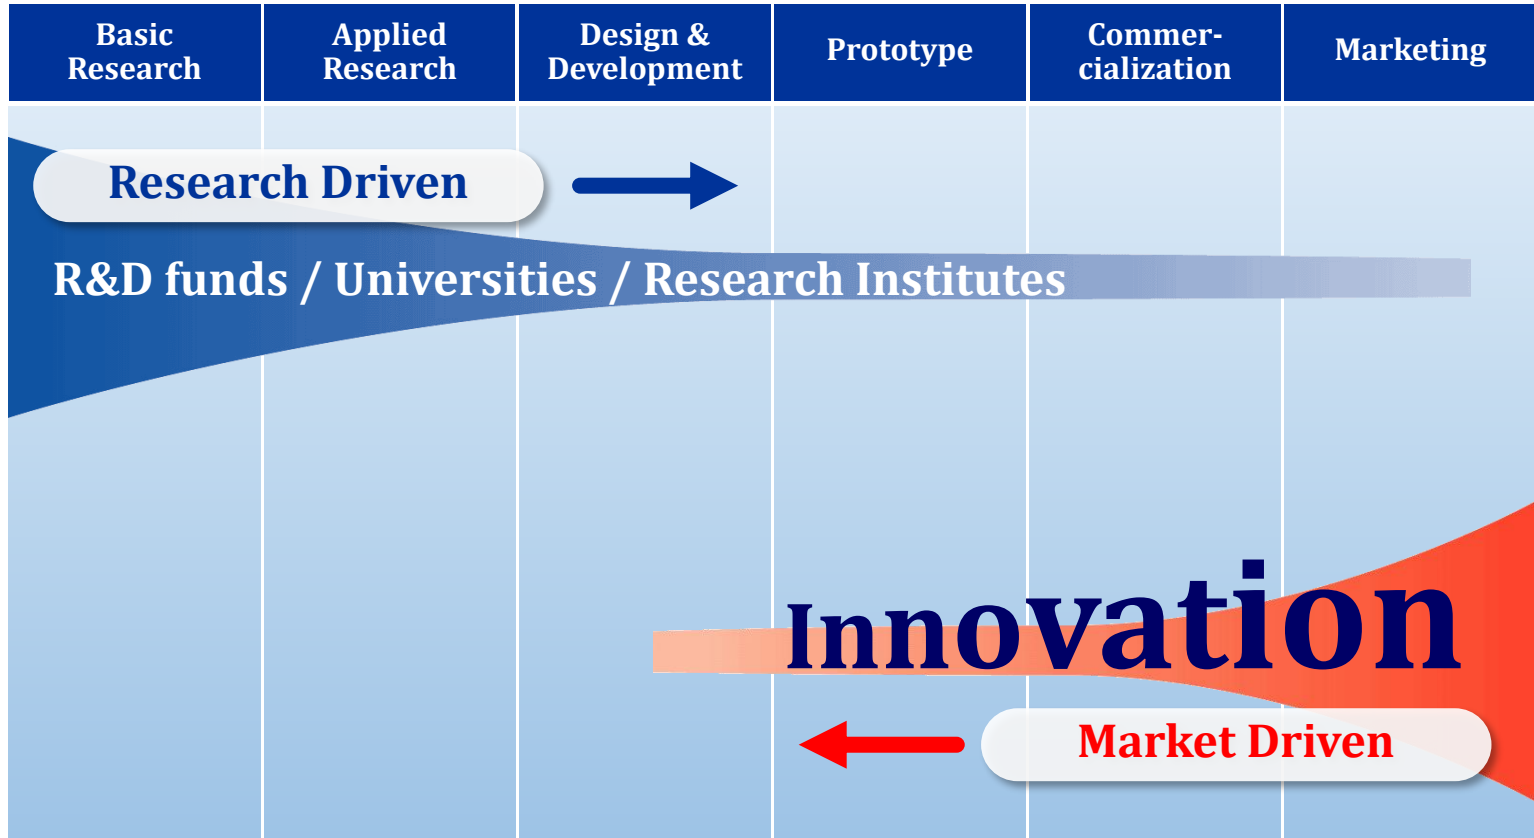 Basic
Research
Applied
Research
Design &
Development
Prototype
Commer-
cialization
Marketing
Research Driven
R&D funds / Universities / Research Institutes
Innovation
Market Driven